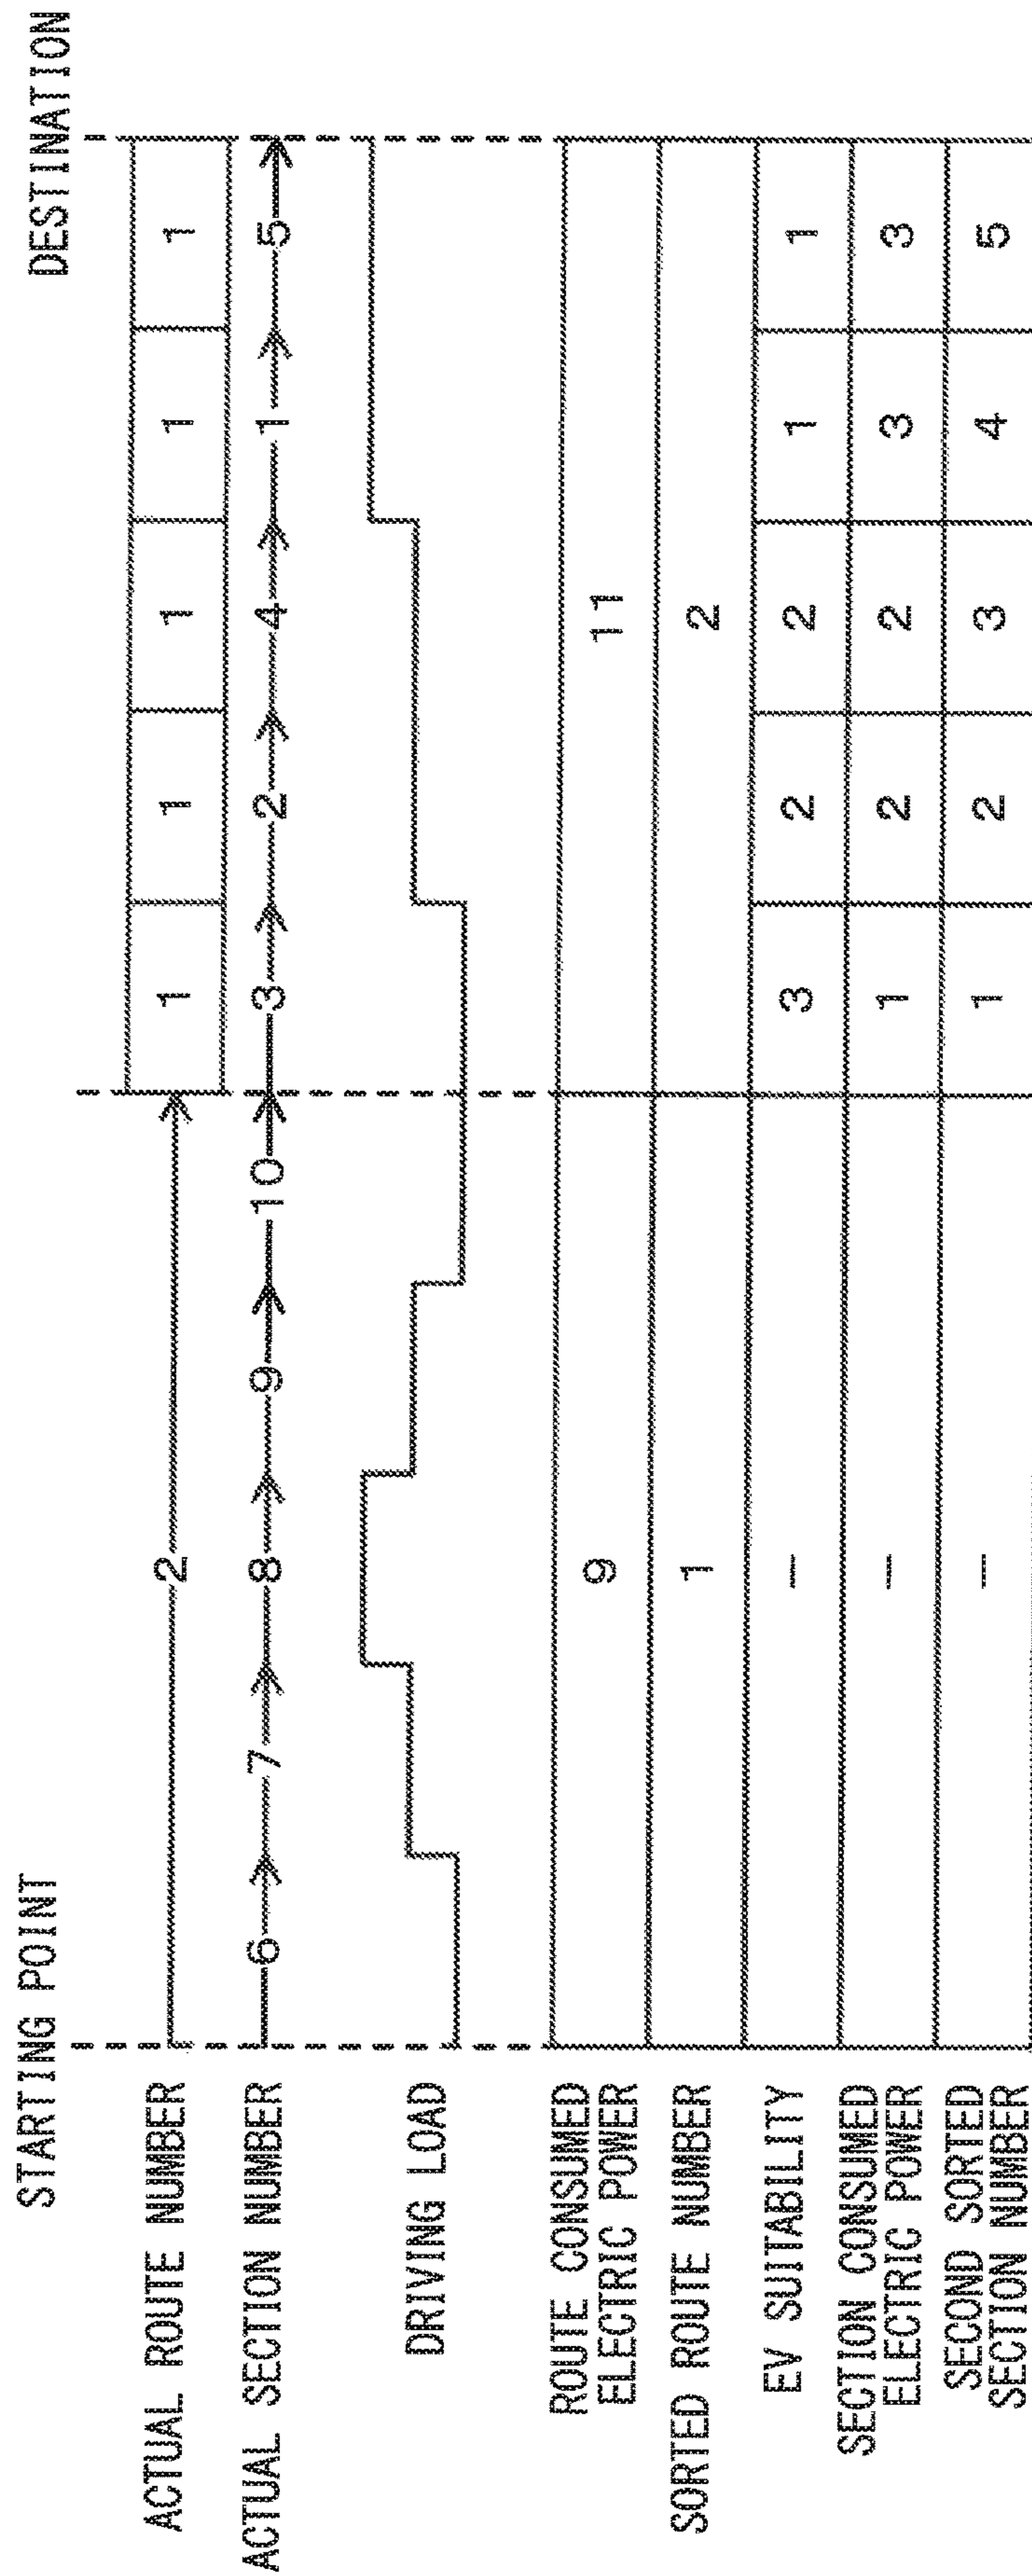 STARTING POINT DESTINATION
ACTUAL ROUTE NUMBER 2 1 1 1 1 1
ACTUAL SECTION NUMBER 6 7 8 9 10 3 2 4 1 5
DRIVING LOAD
ROUTE CONSUMED
ELECTRIC POWER 9 11
SORTED ROUTE NUMBER 1 2
EV SUITABILITY – 3 2 2 1 1
SECTION CONSUMED
ELECTRIC POWER – 1 2 2 3 3
SECOND SORTED
SECTION NUMBER – 1 2 3 4 5